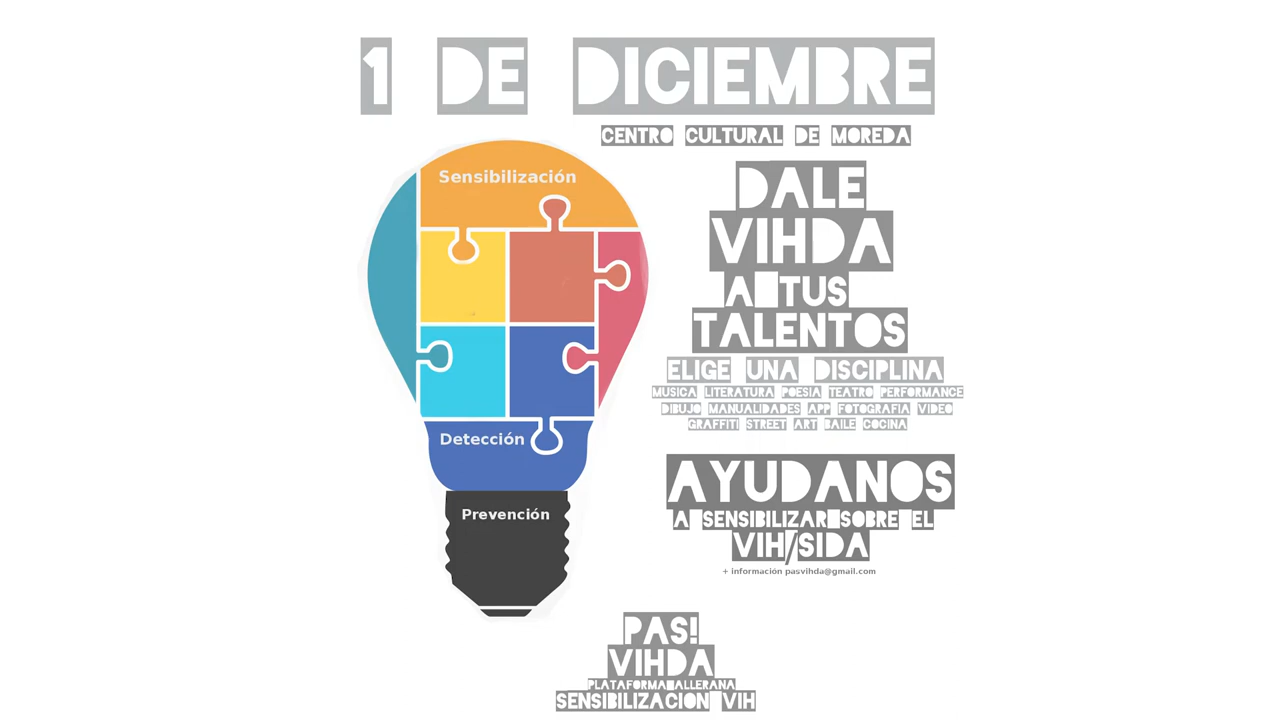 1 DE DICIEMBRE
CENTRO CULTURAL DE MOREDA
Sensibilización
Detección
Prevención
DALE
VIHDA
A TUS
TALENTOS
ELIGE UNA DISCIPLINA
MUSICA LITERATURA POESIA TEATRO PERFORMANCE
DIBUJO MANUALIDADES APP FOTOGRAFIA VIDEO
GRAFFITI STREET ART BAILE COCINA
AYUDANOS
A SENSIBILIZAR SOBRE EL
VIH/SIDA
+ información pasvihda@gmail.com
PAS!
VIHDA
PLATAFORMA ALLERANA
SENSIBILIZACION VIH